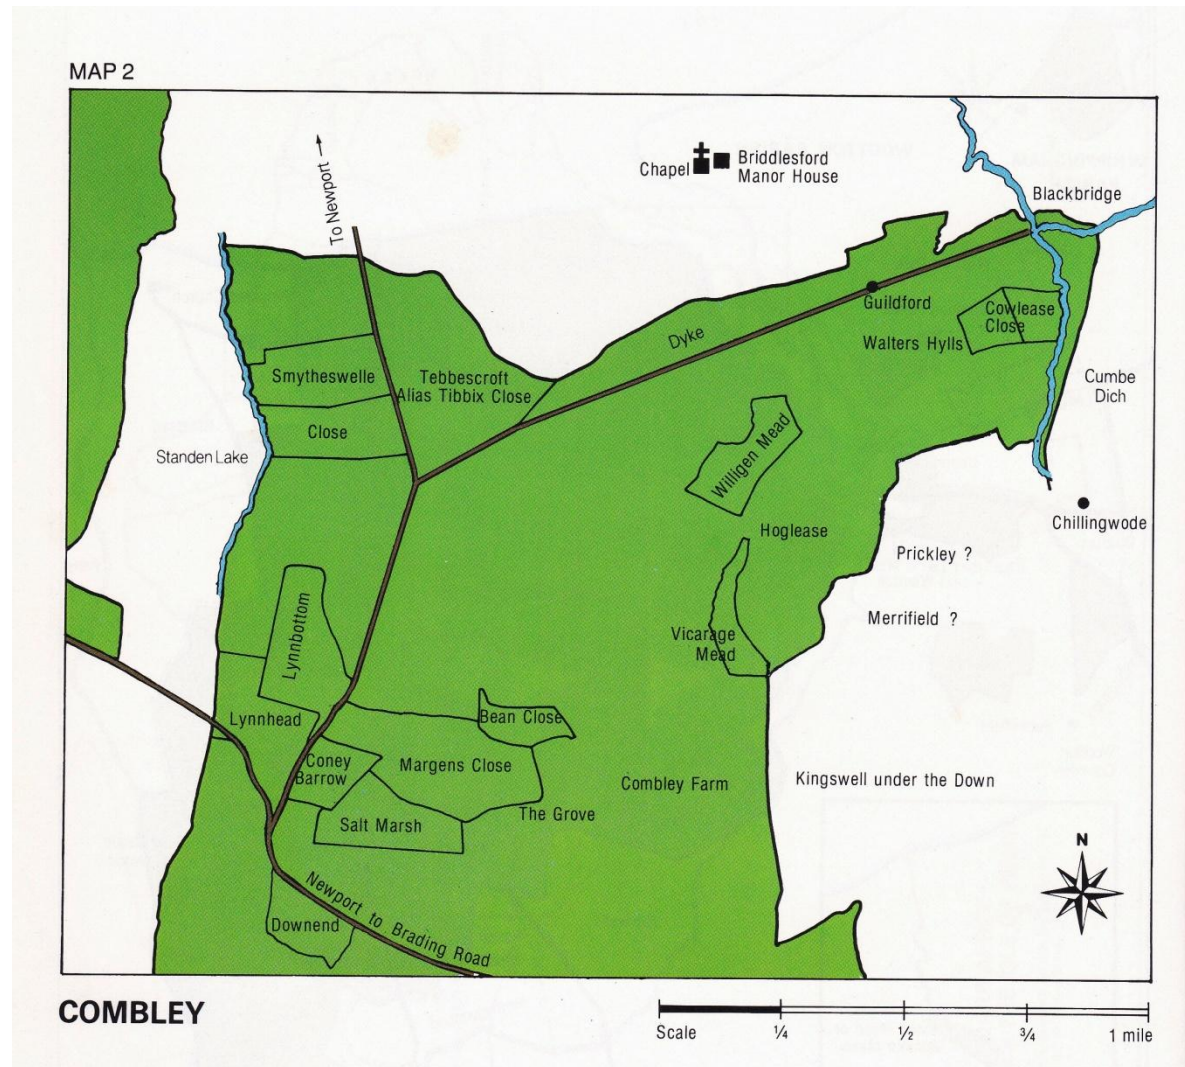 MAP 2
To Newport
Chapel
Briddlesford
Manor House
Blackbridge
Guildford
Cowlease
Close
Walters Hylls
Dyke
Smytheswelle
Tebbescroft
Alias Tibbix Close
Cumbe
Dich
Close
Standen Lake
Willigen Mead
Chillingwode
Hoglease
Prickley ?
Merrifield ?
Lynnbottom
Vicarage
Mead
Lynnhead
Bean Close
Coney
Barrow
Margens Close
Combley Farm
Kingswell under the Down
The Grove
Salt Marsh
N
Newport to Brading Road
Downend
COMBLEY
Scale
1/4
1/2
3/4
1 mile